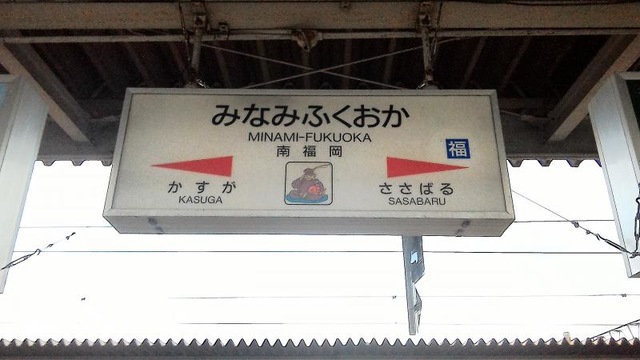 みなみふくおか
MINAMI-FUKUOKA
南福岡
福
かすが
KASUGA
ささばる
SASABARU